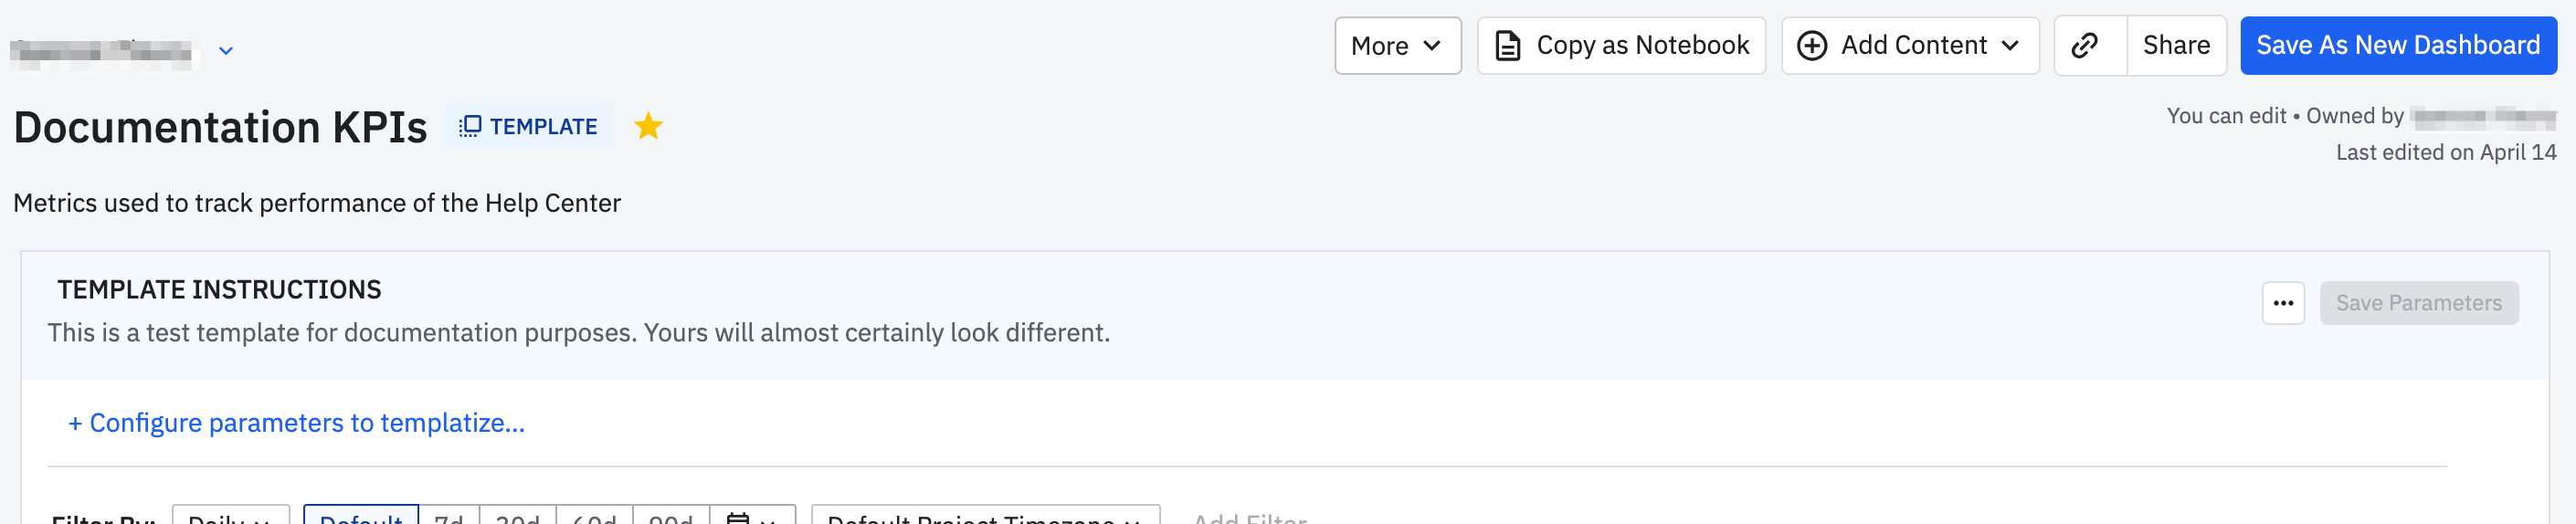 More Copy as Notebook Add Content Share Save As New Dashboard
Documentation KPIs TEMPLATE
You can edit • Owned by
Last edited on April 14
Metrics used to track performance of the Help Center
TEMPLATE INSTRUCTIONS
... Save Parameters
This is a test template for documentation purposes. Yours will almost certainly look different.
+ Configure parameters to templatize...
Filter By: Daily Default 7d 30d 60d 90d Default Project Timezone Add Filter